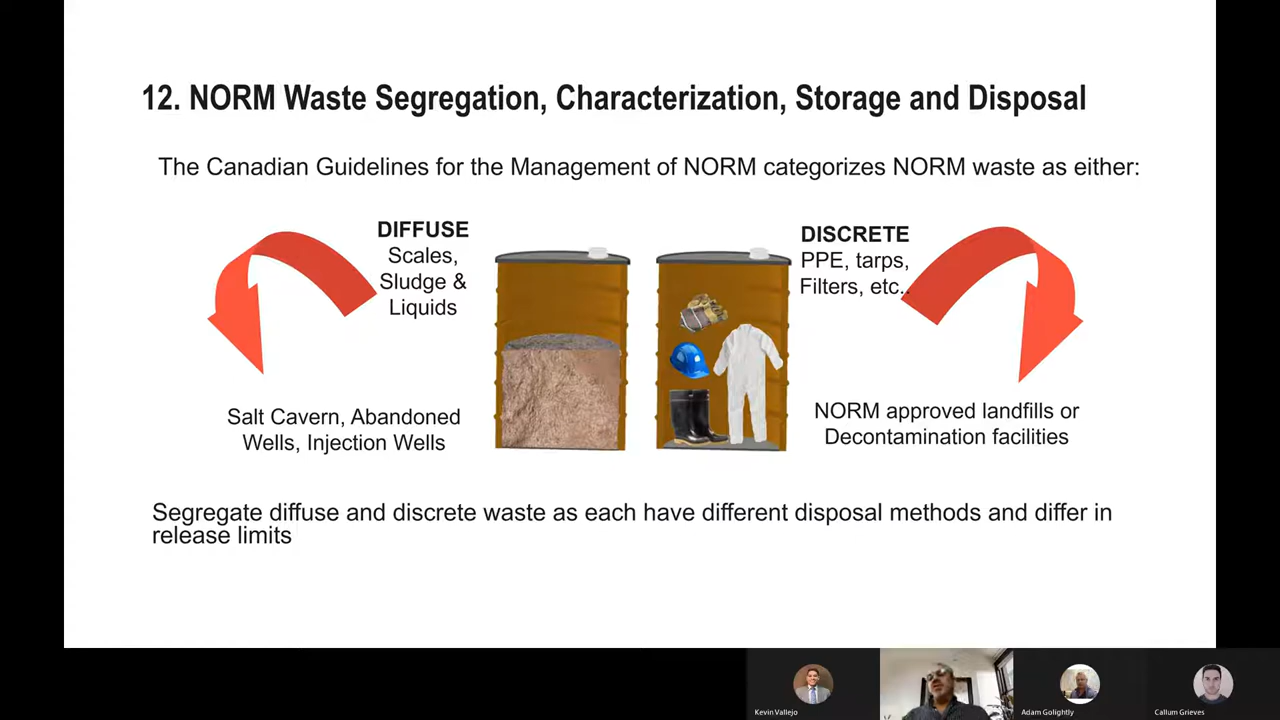 12. NORM Waste Segregation, Characterization, Storage and Disposal
The Canadian Guidelines for the Management of NORM categorizes NORM waste as either:
DIFFUSE
Scales,
Sludge &
Liquids
DISCRETE
PPE, tarps,
Filters, etc..
Salt Cavern, Abandoned
Wells, Injection Wells
NORM approved landfills or
Decontamination facilities
Segregate diffuse and discrete waste as each have different disposal methods and differ in
release limits
Kevin Vallejo
Adam Golightly
Callum Grieves